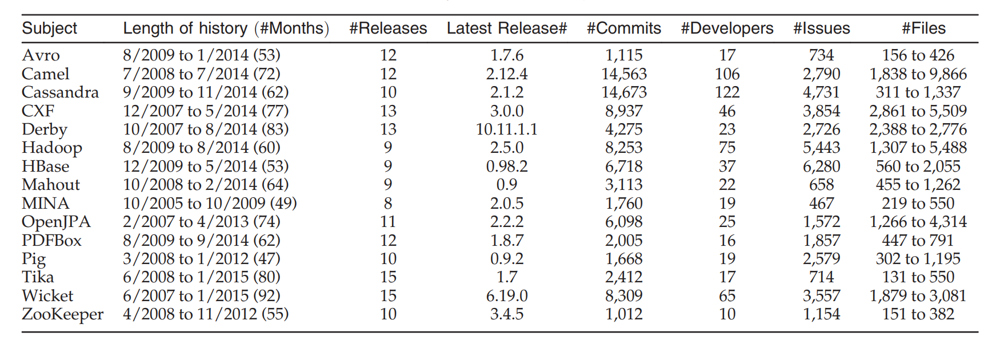 Subject Length of history (#Months) #Releases Latest Release# #Commits #Developers #Issues #Files
Avro 8/2009 to 1/2014 (53) 12 1.7.6 1,115 17 734 156 to 426
Camel 7/2008 to 7/2014 (72) 12 2.12.4 14,563 106 2,790 1,838 to 9,866
Cassandra 9/2009 to 11/2014 (62) 10 2.1.2 14,673 122 4,731 311 to 1,337
CXF 12/2007 to 5/2014 (77) 13 3.0.0 8,937 46 3,854 2,861 to 5,509
Derby 10/2007 to 8/2014 (83) 13 10.11.1.1 4,275 23 2,726 2,388 to 2,776
Hadoop 8/2009 to 8/2014 (60) 9 2.5.0 8,253 75 5,443 1,307 to 5,488
HBase 12/2009 to 5/2014 (53) 9 0.98.2 6,718 37 6,280 560 to 2,055
Mahout 10/2008 to 2/2014 (64) 9 0.9 3,113 22 658 455 to 1,262
MINA 10/2005 to 10/2009 (49) 8 2.0.5 1,760 19 467 219 to 550
OpenJPA 2/2007 to 4/2013 (74) 11 2.2.2 6,098 25 1,572 1,266 to 4,314
PDFBox 8/2009 to 9/2014 (62) 12 1.8.7 2,005 16 1,857 447 to 791
Pig 3/2008 to 1/2012 (47) 10 0.9.2 1,668 19 2,579 302 to 1,195
Tika 6/2008 to 1/2015 (80) 15 1.7 2,412 17 714 131 to 550
Wicket 6/2007 to 1/2015 (92) 15 6.19.0 8,309 65 3,557 1,879 to 3,081
ZooKeeper 4/2008 to 11/2012 (55) 10 3.4.5 1,012 10 1,154 151 to 382